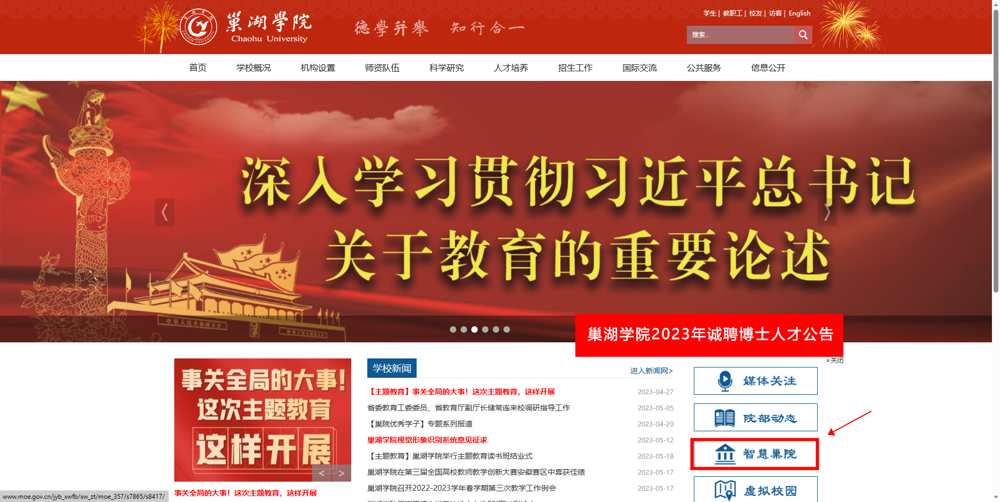 巢湖學院
Chaohu University
德學并舉 知行合一
学生 | 教职工 | 校友 | 访客 | English
搜索...
首页 学校概况 机构设置 师资队伍 科学研究 人才培养 招生工作 国际交流 公共服务 信息公开
深入学习贯彻习近平总书记
关于教育的重要论述
中华人民共和国万岁
世界人民大团结万岁
巢湖学院2023年诚聘博士人才公告
×关闭
事关全局的大事!
这次主题教育
这样开展
< >
事关全局的大事！这次主题教育，这样开展
学校新闻 进入新闻网>
【主题教育】事关全局的大事！这次主题教育，这样开展 2023-04-27
省委教育工委委员、省教育厅副厅长储常连来校调研指导工作 2023-05-05
【巢院优秀学子】专题系列报道 2023-04-20
巢湖学院视觉形象识别系统意见征求 2023-05-12
【主题教育】巢湖学院举行主题教育读书班结业式 2023-05-18
巢湖学院在第三届全国高校教师教学创新大赛安徽赛区中喜获佳绩 2023-05-17
巢湖学院召开2022-2023学年春学期第三次教学工作例会 2023-05-17
媒体关注
院部动态
智慧巢院
虚拟校园
www.moe.gov.cn/jyb_xwfb/xw_zt/moe_357/s7865/s8417/